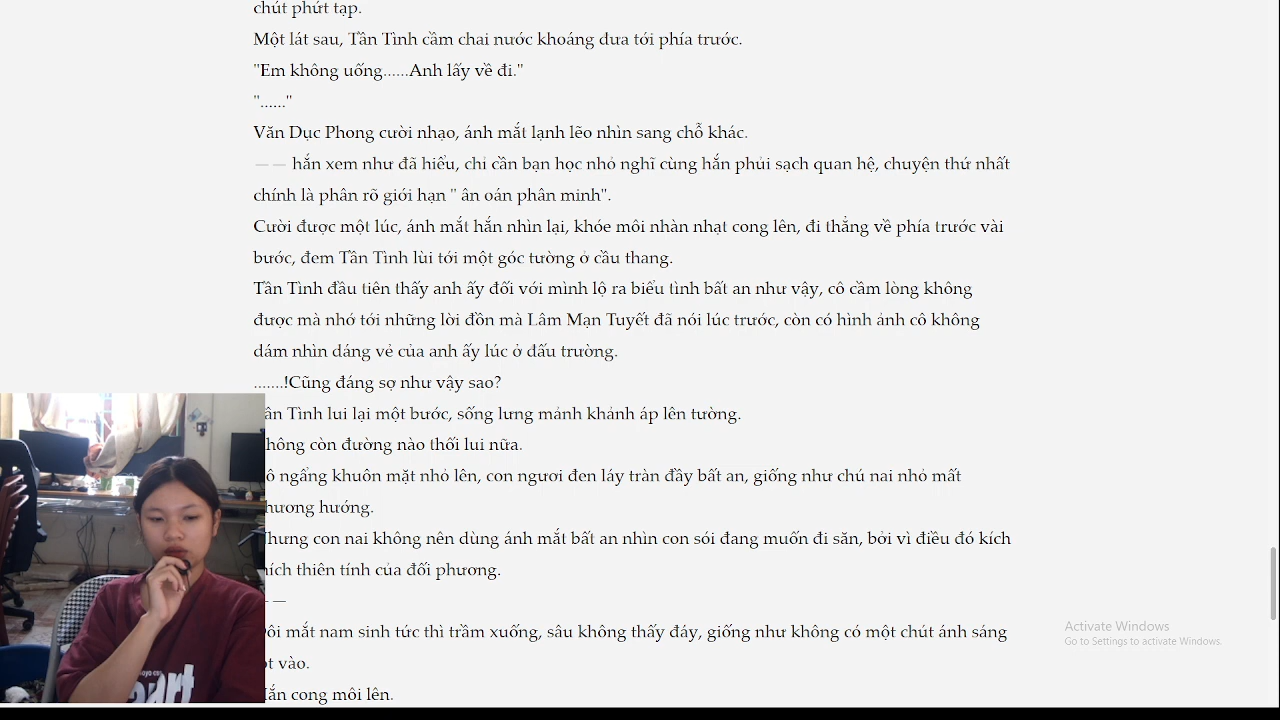 chút phứt tạp.
Một lát sau, Tần Tình cầm chai nước khoáng đưa tới phía trước.
"Em không uống......Anh lấy về đi."
"......"
Văn Dục Phong cười nhạo, ánh mắt lạnh lẽo nhìn sang chỗ khác.
—— hắn xem như đã hiểu, chỉ cần bạn học nhỏ nghĩ cùng hắn phủi sạch quan hệ, chuyện thứ nhất
chính là phân rõ giới hạn " ân oán phân minh".
Cười được một lúc, ánh mắt hắn nhìn lại, khóe môi nhàn nhạt cong lên, đi thẳng về phía trước vài
bước, đem Tần Tình lùi tới một góc tường ở cầu thang.
Tần Tình đầu tiên thấy anh ấy đối với mình lộ ra biểu tình bất an như vậy, cô cầm lòng không
được mà nhớ tới những lời đồn mà Lâm Mạn Tuyết đã nói lúc trước, còn có hình ảnh cô không
dám nhìn dáng vẻ của anh ấy lúc ở đấu trường.
.......!Cũng đáng sợ như vậy sao?
ần Tình lui lại một bước, sống lưng mảnh khảnh áp lên tường.
hông còn đường nào thối lui nữa.
ô ngẩng khuôn mặt nhỏ lên, con ngươi đen láy tràn đầy bất an, giống như chú nai nhỏ mất
hương hướng.
hưng con nai không nên dùng ánh mắt bất an nhìn con sói đang muốn đi săn, bởi vì điều đó kích
hích thiên tính của đối phương.
——
ôi mắt nam sinh tức thì trầm xuống, sâu không thấy đáy, giống như không có một chút ánh sáng
ọt vào.
Hắn cong môi lên.
Activate Windows
Go to Settings to activate Windows.